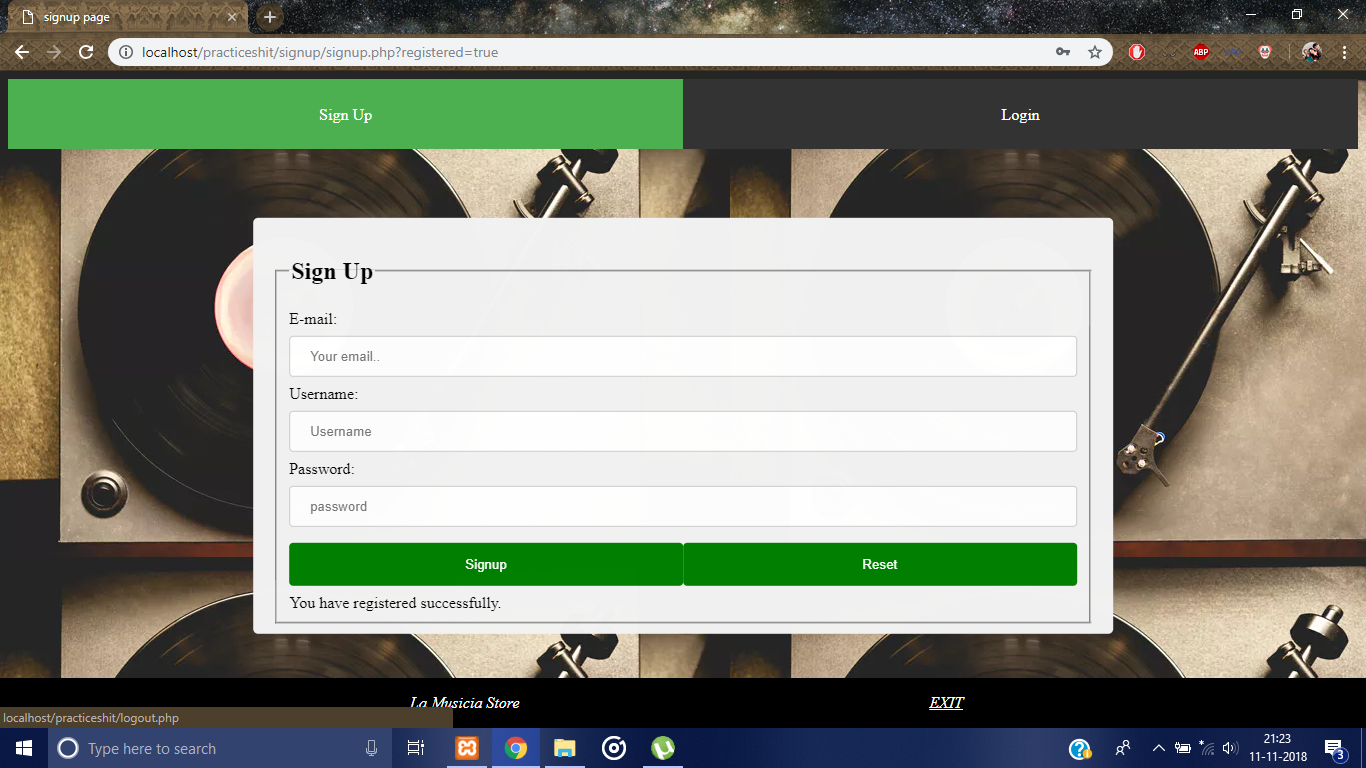 signup page
localhost/practiceshit/signup/signup.php?registered=true
ABP
Sign Up
Login
Sign Up
E-mail:
Your email..
Username:
Username
Password:
password
Signup
Reset
You have registered successfully.
La Musicia Store
EXIT
localhost/practiceshit/logout.php
Type here to search
21:23
11-11-2018
3